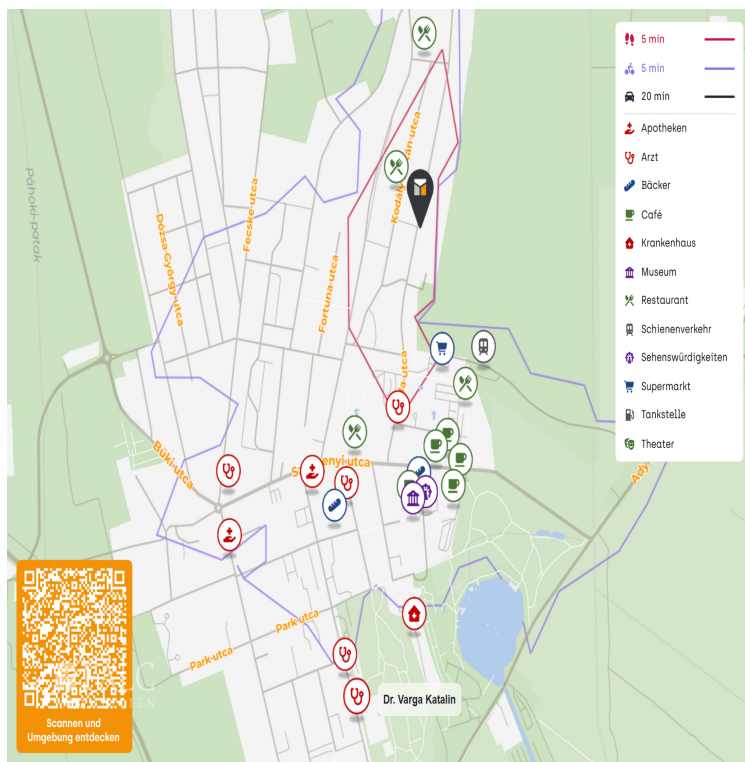 5 min
5 min
20 min
Apotheken
Arzt
Bäcker
Café
Krankenhaus
Museum
Restaurant
Schienenverkehr
Sehenswürdigkeiten
Supermarkt
Tankstelle
Theater
Páhoki-patak
Dózsa-György-utca
Fecske-utca
Fortuna-utca
Büki-utca
Park-utca
Park-utca
Dr. Varga Katalin
Scannen und
Umgebung entdecken